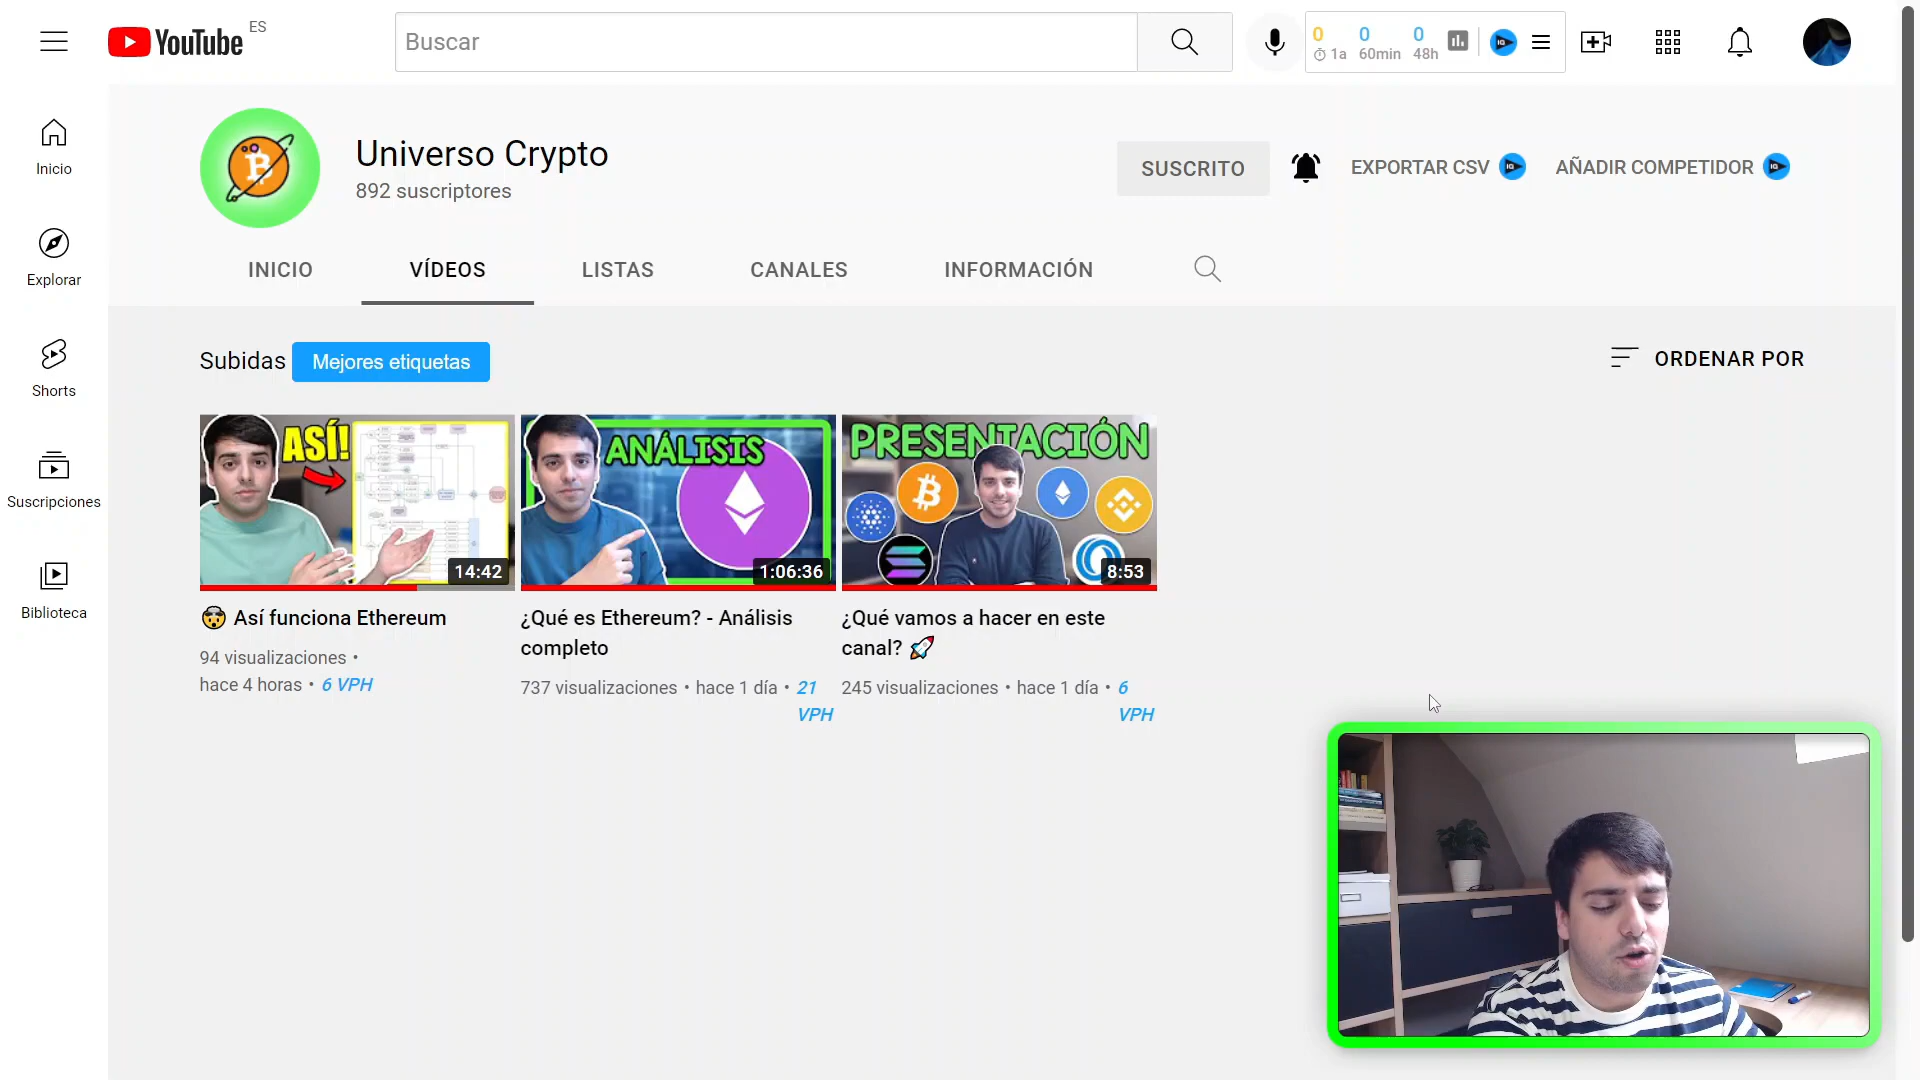 YouTube ES
Buscar
0 0 0
1a 60min 48h
Inicio
Explorar
Shorts
Suscripciones
Biblioteca
Universo Crypto
892 suscriptores
SUSCRITO
EXPORTAR CSV
AÑADIR COMPETIDOR
INICIO
VÍDEOS
LISTAS
CANALES
INFORMACIÓN
Subidas
Mejores etiquetas
ORDENAR POR
ASÍ!
14:42
🤯 Así funciona Ethereum
94 visualizaciones •
hace 4 horas • 6 VPH
ANÁLISIS
1:06:36
¿Qué es Ethereum? - Análisis
completo
737 visualizaciones • hace 1 día • 21
VPH
PRESENTACIÓN
8:53
¿Qué vamos a hacer en este
canal? 🚀
245 visualizaciones • hace 1 día • 6
VPH